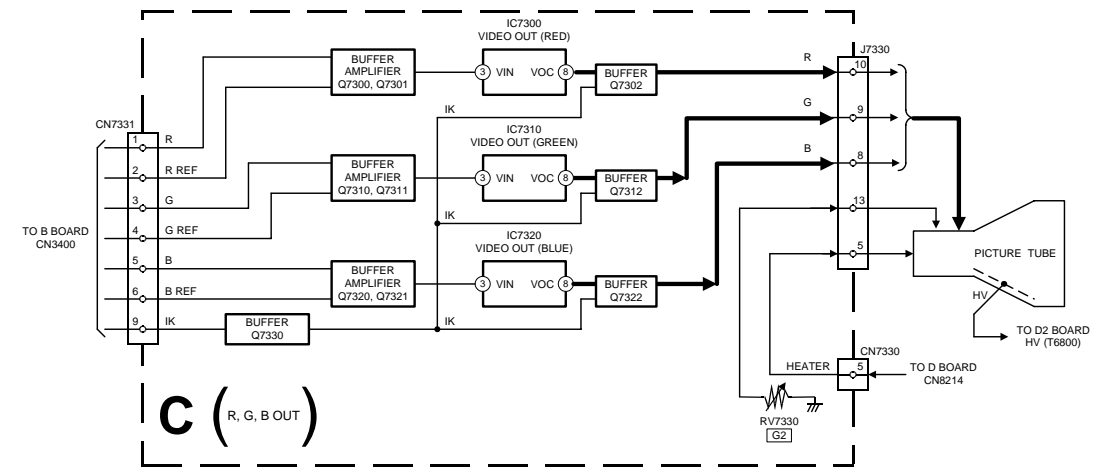 IC7300
VIDEO OUT (RED)
BUFFER
AMPLIFIER
Q7300, Q7301
3 VIN VOC 8
BUFFER
Q7302
R
J7330
10
IK
G
9
CN7331
1 R
2 R REF
3 G
4 G REF
5 B
6 B REF
9 IK
TO B BOARD
CN3400
IC7310
VIDEO OUT (GREEN)
BUFFER
AMPLIFIER
Q7310, Q7311
3 VIN VOC 8
BUFFER
Q7312
B
8
13
5
IK
IC7320
VIDEO OUT (BLUE)
BUFFER
AMPLIFIER
Q7320, Q7321
3 VIN VOC 8
BUFFER
Q7322
IK
BUFFER
Q7330
PICTURE TUBE
HV
TO D2 BOARD
HV (T6800)
CN7330
HEATER
5
TO D BOARD
CN8214
RV7330
G2
C (R, G, B OUT)